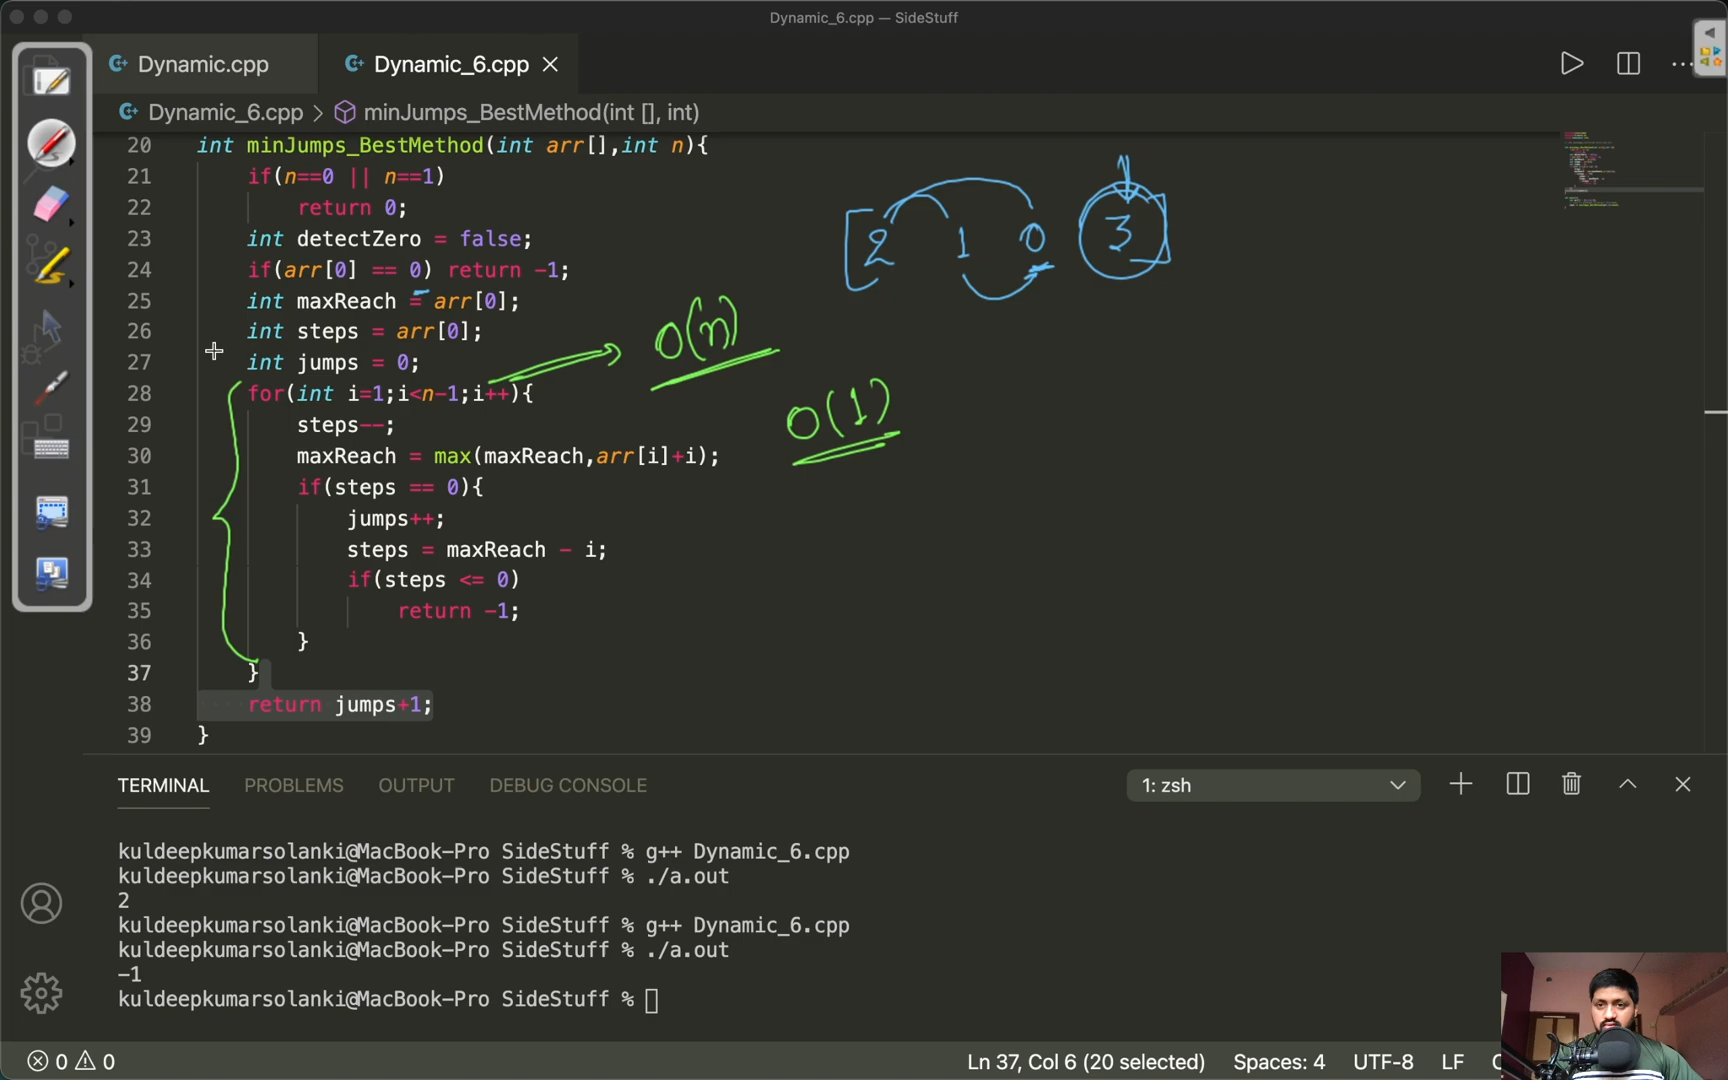 Dynamic_6.cpp — SideStuff
Dynamic.cpp
Dynamic_6.cpp
Dynamic_6.cpp > minJumps_BestMethod(int [], int)
20 int minJumps_BestMethod(int arr[],int n){
21 if(n==0 || n==1)
22 return 0;
23 int detectZero = false;
24 if(arr[0] == 0) return -1;
25 int maxReach = arr[0];
26 int steps = arr[0];
27 int jumps = 0;
28 for(int i=1;i<n-1;i++){
29 steps--;
30 maxReach = max(maxReach,arr[i]+i);
31 if(steps == 0){
32 jumps++;
33 steps = maxReach - i;
34 if(steps <= 0)
35 return -1;
36 }
37 }
38 return jumps+1;
39 }
[2 1 0 3]
O(n)
O(1)
TERMINAL PROBLEMS OUTPUT DEBUG CONSOLE
1: zsh
kuldeepkumarsolanki@MacBook-Pro SideStuff % g++ Dynamic_6.cpp
kuldeepkumarsolanki@MacBook-Pro SideStuff % ./a.out
2
kuldeepkumarsolanki@MacBook-Pro SideStuff % g++ Dynamic_6.cpp
kuldeepkumarsolanki@MacBook-Pro SideStuff % ./a.out
-1
kuldeepkumarsolanki@MacBook-Pro SideStuff %
0 0 Ln 37, Col 6 (20 selected) Spaces: 4 UTF-8 LF